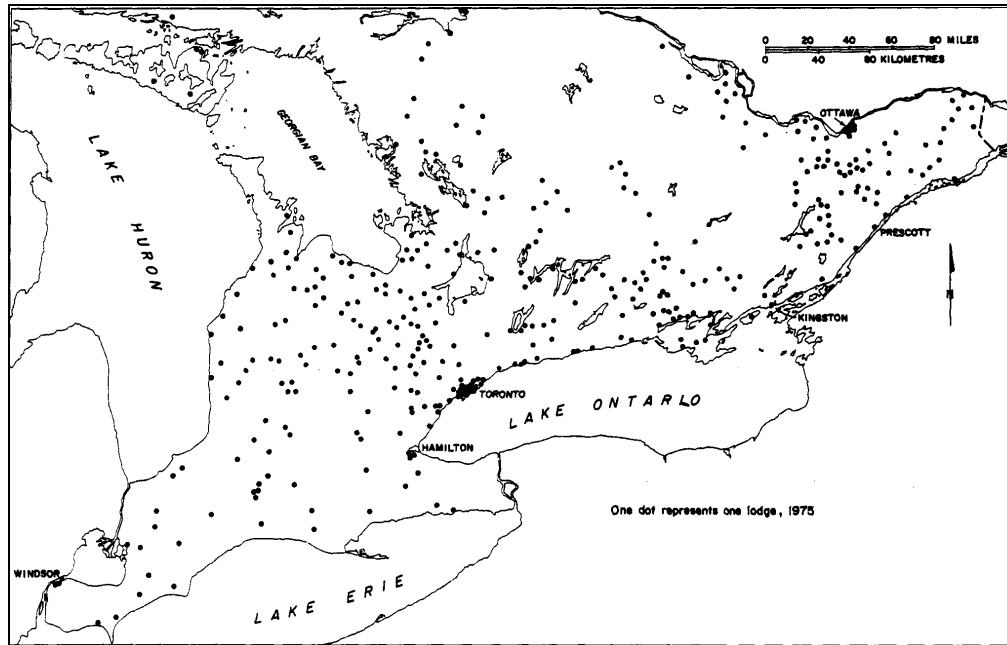 0 20 40 60 80 MILES
0 40 80 KILOMETRES
OTTAWA
GEORGIAN BAY
LAKE HURON
PRESCOTT
N
KINGSTON
TORONTO
LAKE ONTARLO
HAMILTON
One dot represents one lodge, 1975
WINDSOR
LAKE ERIE